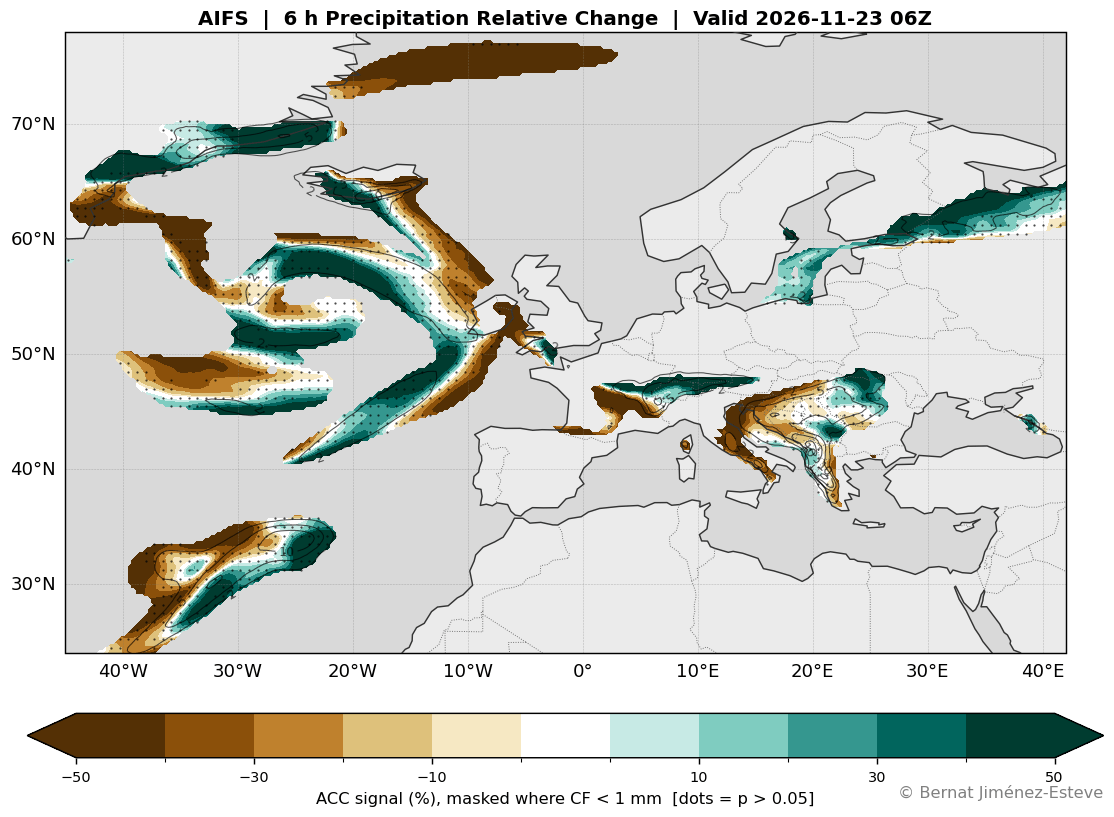 AIFS | 6 h Precipitation Relative Change | Valid 2026-11-23 06Z
70°N
60°N
50°N
40°N
30°N
40°W 30°W 20°W 10°W 0° 10°E 20°E 30°E 40°E
−50 −30 −10 10 30 50
ACC signal (%), masked where CF < 1 mm [dots = p > 0.05]
© Bernat Jiménez-Esteve